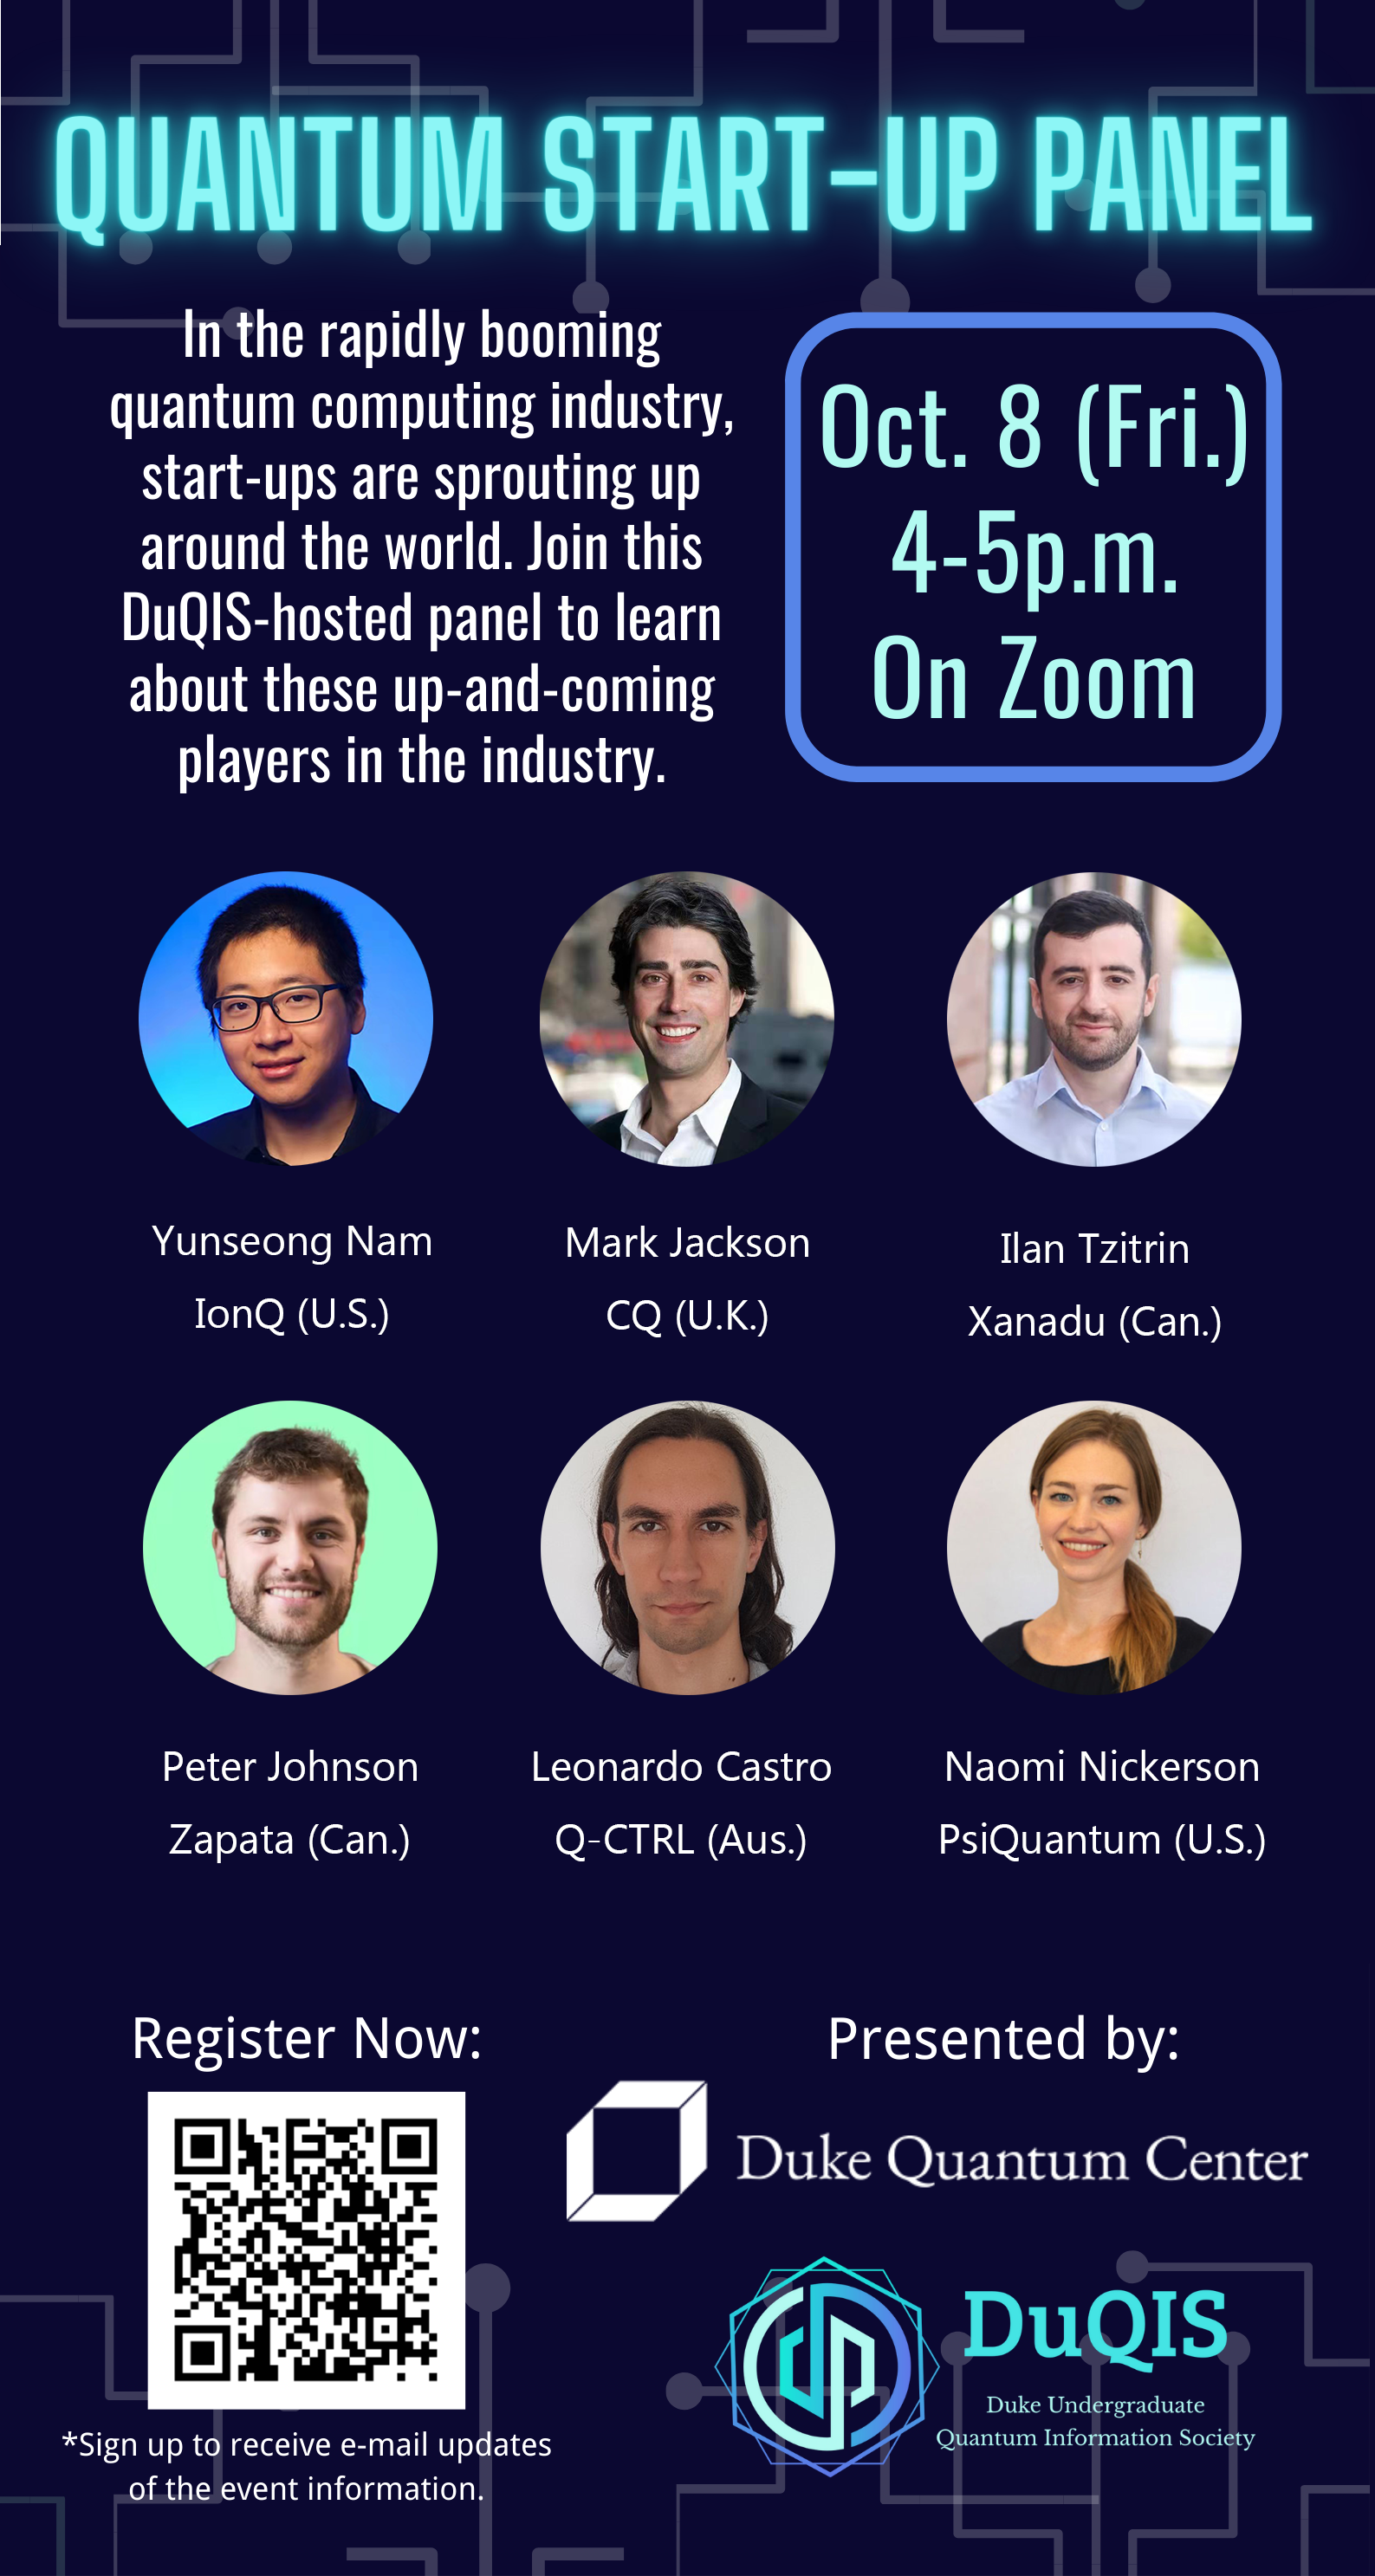 QUANTUM START-UP PANEL
In the rapidly booming
quantum computing industry,
start-ups are sprouting up
around the world. Join this
DuQIS-hosted panel to learn
about these up-and-coming
players in the industry.
Oct. 8 (Fri.)
4-5p.m.
On Zoom
Yunseong Nam
IonQ (U.S.)
Mark Jackson
CQ (U.K.)
Ilan Tzitrin
Xanadu (Can.)
Peter Johnson
Zapata (Can.)
Leonardo Castro
Q-CTRL (Aus.)
Naomi Nickerson
PsiQuantum (U.S.)
Register Now:
*Sign up to receive e-mail updates
of the event information.
Presented by:
Duke Quantum Center
DuQIS
Duke Undergraduate
Quantum Information Society